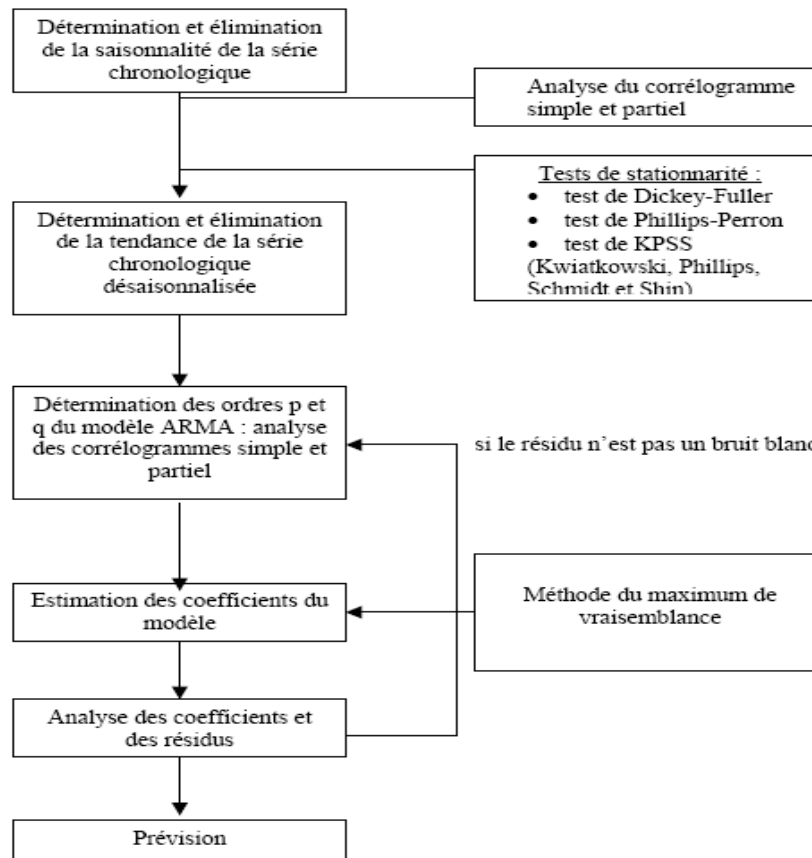 Détermination et élimination
de la saisonnalité de la série
chronologique
Analyse du corrélogramme
simple et partiel
Tests de stationnarité :
• test de Dickey-Fuller
• test de Phillips-Perron
• test de KPSS
(Kwiatkowski, Phillips,
Schmidt et Shin)
Détermination et élimination
de la tendance de la série
chronologique
désaisonnalisée
Détermination des ordres p et
q du modèle ARMA : analyse
des corrélogrammes simple et
partiel
si le résidu n’est pas un bruit blanc
Estimation des coefficients du
modèle
Méthode du maximum de
vraisemblance
Analyse des coefficients et
des résidus
Prévision